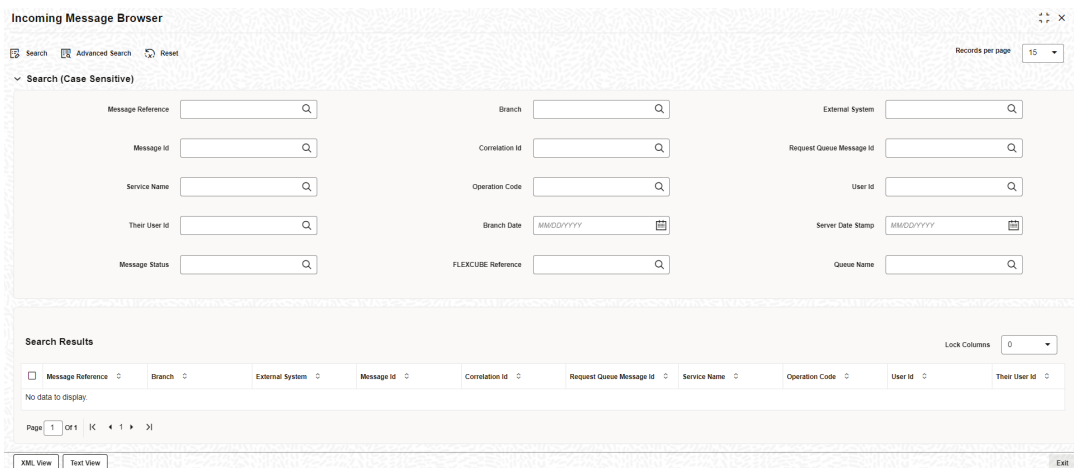 Incoming Message Browser
Search Advanced Search Reset Records per page 15
Search (Case Sensitive)
Message Reference Branch External System
Message Id Correlation Id Request Queue Message Id
Service Name Operation Code User Id
Their User Id Branch Date MM/DD/YYYY Server Date Stamp MM/DD/YYYY
Message Status FLEXCUBE Reference Queue Name
Search Results Lock Columns 0
Message Reference Branch External System Message Id Correlation Id Request Queue Message Id Service Name Operation Code User Id Their User Id
No data to display.
Page 1 Of 1 1
XML View Text View Exit